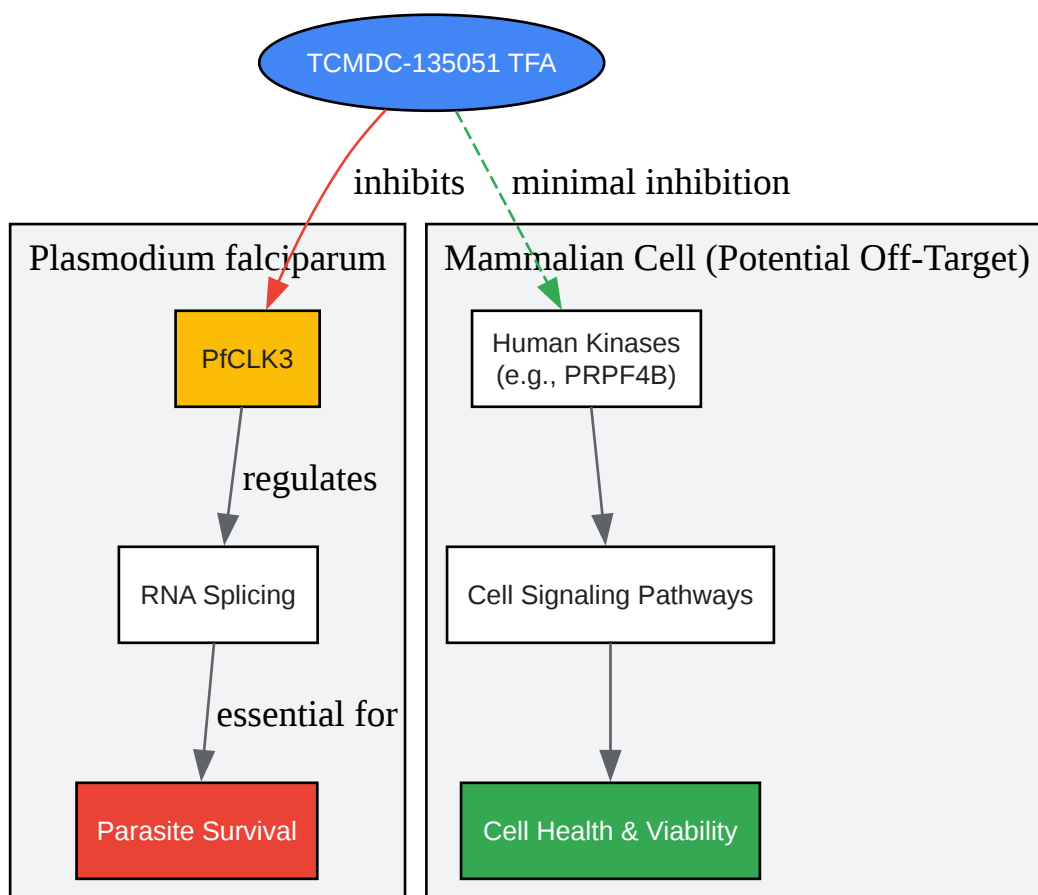 TCMDC-135051 TFA
inhibits
minimal inhibition
Plasmodium falciparum
Mammalian Cell (Potential Off-Target)
PfCLK3
Human Kinases
(e.g., PRPF4B)
regulates
RNA Splicing
Cell Signaling Pathways
essential for
Parasite Survival
Cell Health & Viability